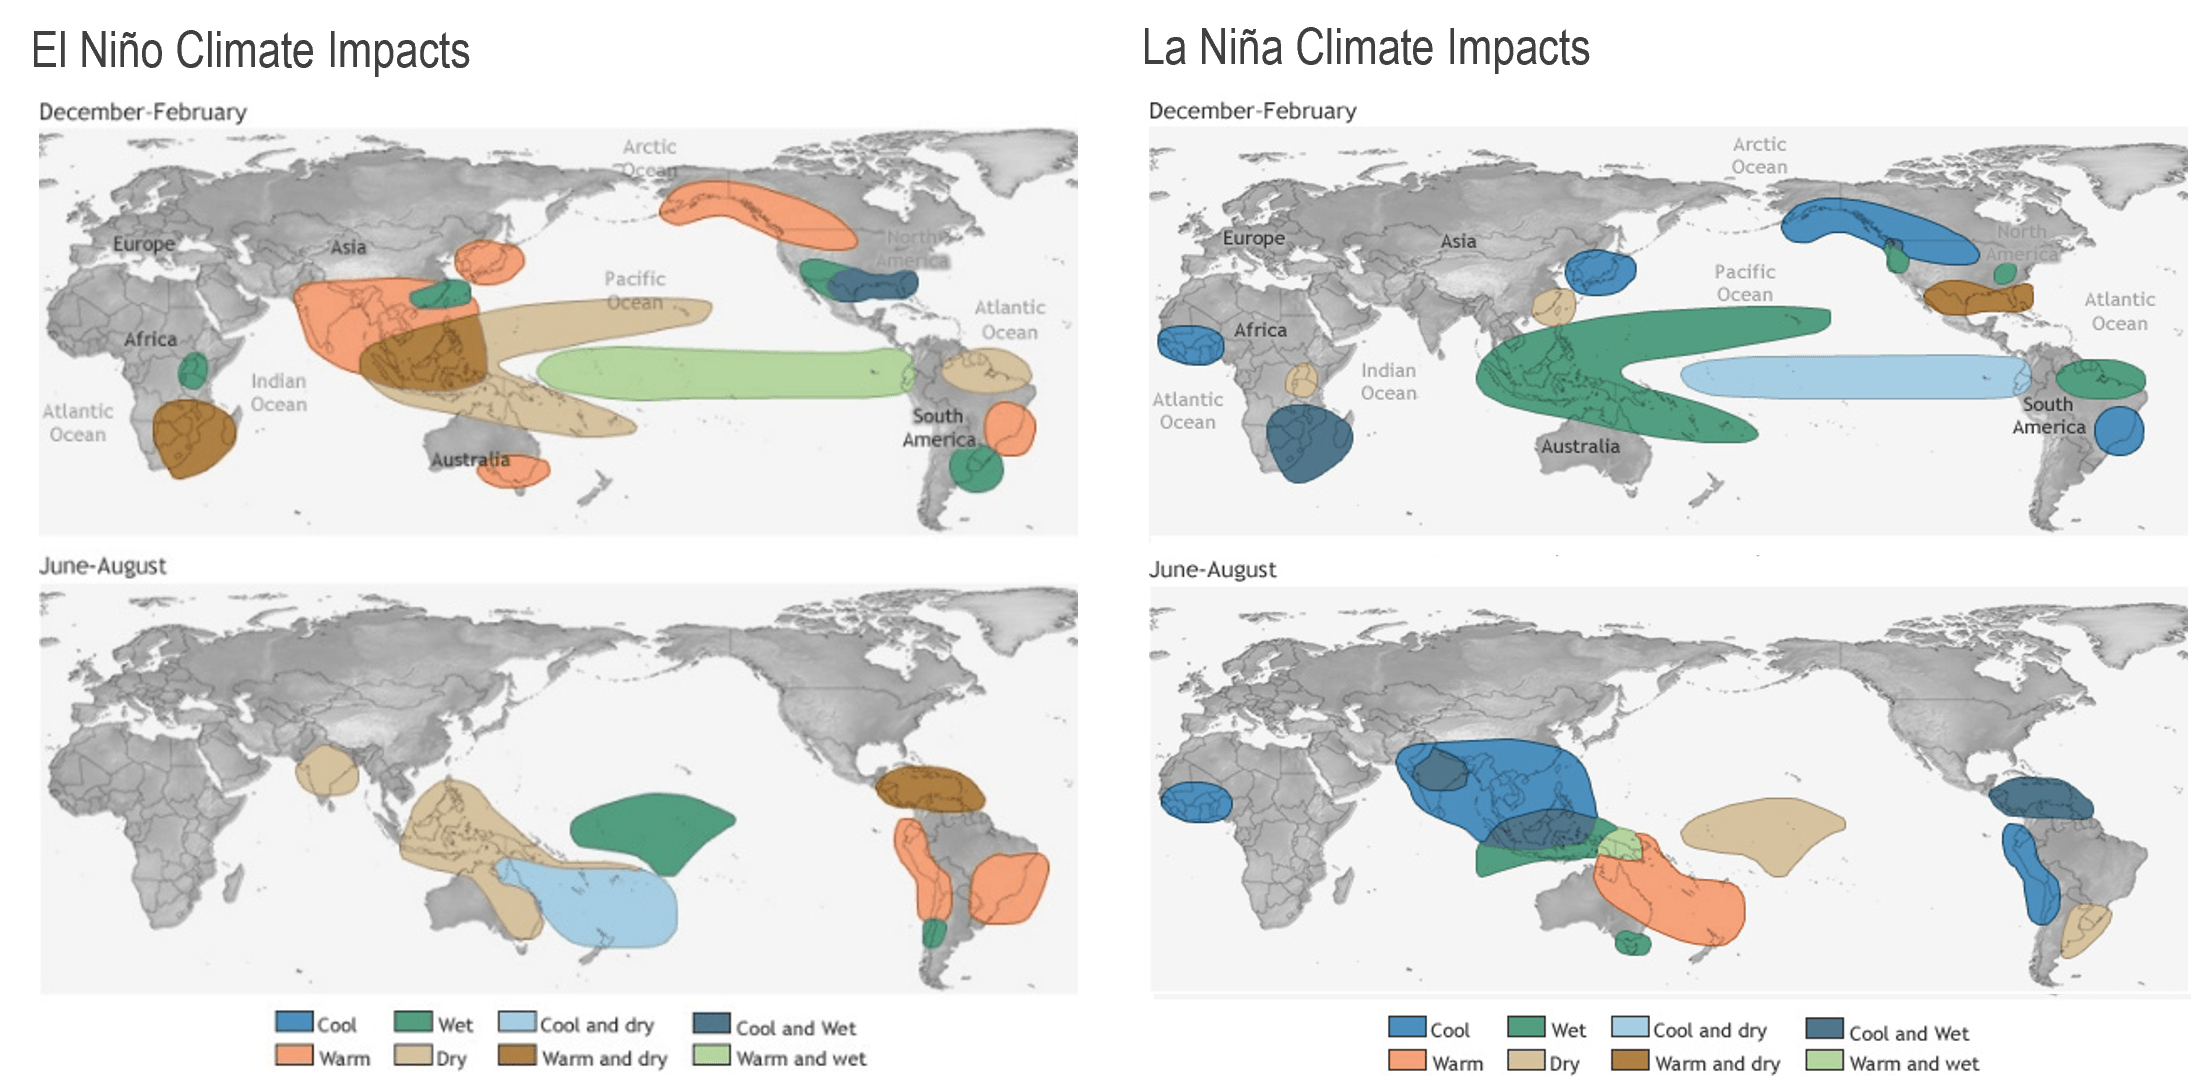 El Niño Climate Impacts
December-February
Arctic
Ocean
Europe
Asia
North
America
Pacific
Ocean
Atlantic
Ocean
Africa
Indian
Ocean
Atlantic
Ocean
South
America
Australia
June-August
Cool
Wet
Cool and dry
Cool and Wet
Warm
Dry
Warm and dry
Warm and wet
La Niña Climate Impacts
December-February
Arctic
Ocean
Europe
Asia
North
America
Pacific
Ocean
Atlantic
Ocean
Africa
Indian
Ocean
Atlantic
Ocean
South
America
Australia
June-August
Cool
Wet
Cool and dry
Cool and Wet
Warm
Dry
Warm and dry
Warm and wet